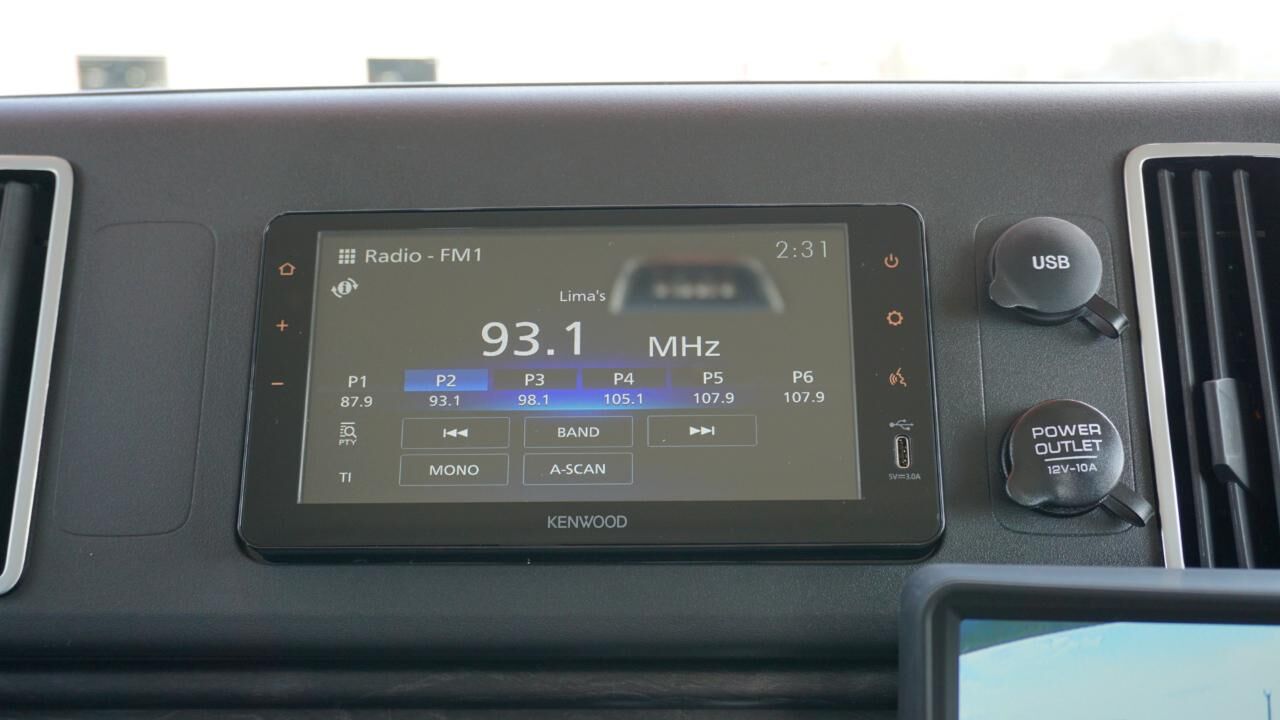 Radio - FM1
2:31
Lima's
93.1 MHz
P1 P2 P3 P4 P5 P6
87.9 93.1 98.1 105.1 107.9 107.9
PTY
BAND
TI
MONO
A-SCAN
KENWOOD
5V⎓3.0A
USB
POWER
OUTLET
12V-10A